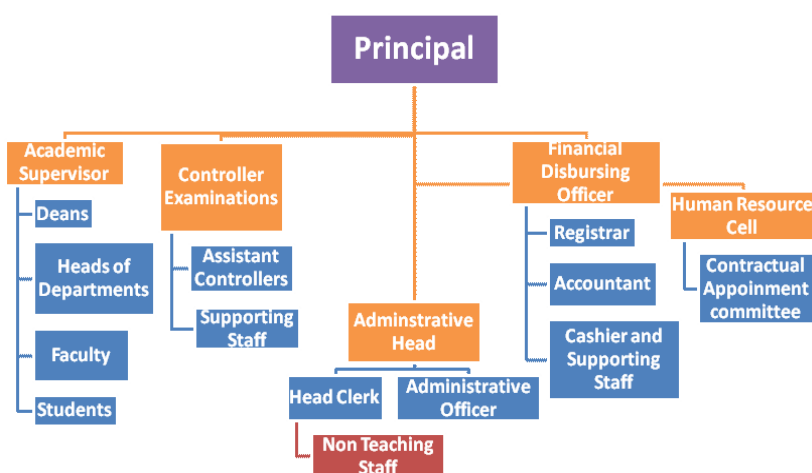 Principal
Academic
Supervisor
Deans
Heads of
Departments
Faculty
Students
Controller
Examinations
Assistant
Controllers
Supporting
Staff
Adminstrative
Head
Head Clerk
Administrative
Officer
Non Teaching
Staff
Financial
Disbursing
Officer
Registrar
Accountant
Cashier and
Supporting
Staff
Human Resource
Cell
Contractual
Appoinment
committee